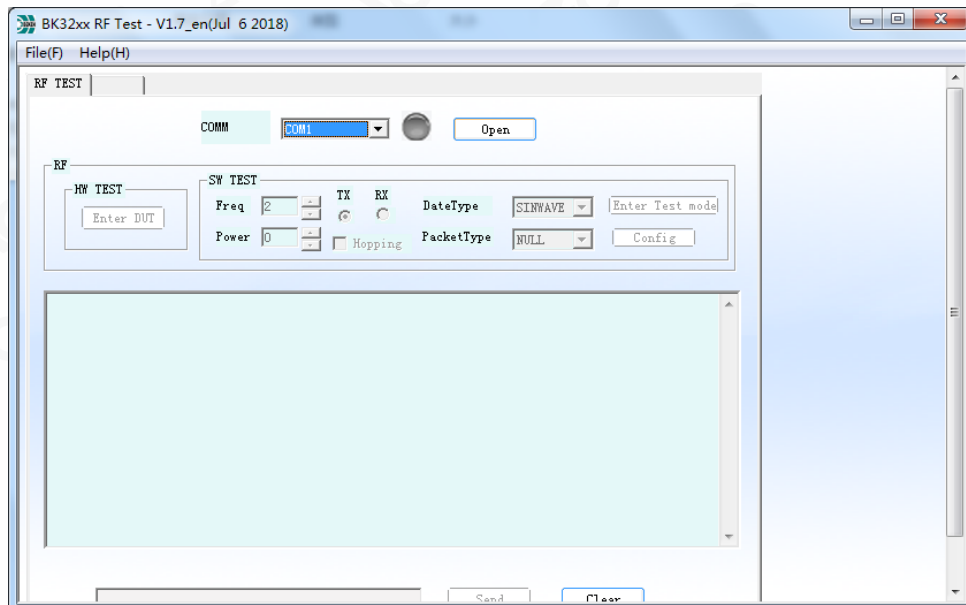 BK32xx RF Test - V1.7_en(Jul 6 2018)
File(F) Help(H)
RF TEST
COMM COM1 Open
RF
HW TEST
Enter DUT
SW TEST
Freq 2 TX RX DateType SINWAVE Enter Test mode
Power 0 Hopping PacketType NULL Config
Send Clear